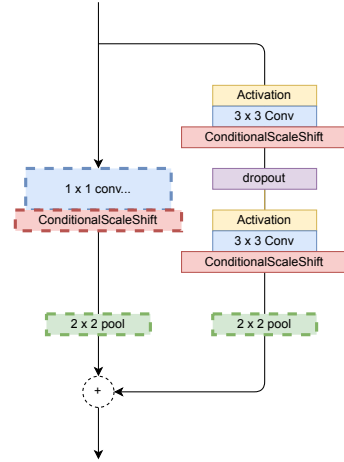 Activation
3 x 3 Conv
ConditionalScaleShift
dropout
1 x 1 conv...
ConditionalScaleShift
Activation
3 x 3 Conv
ConditionalScaleShift
2 x 2 pool
2 x 2 pool
+